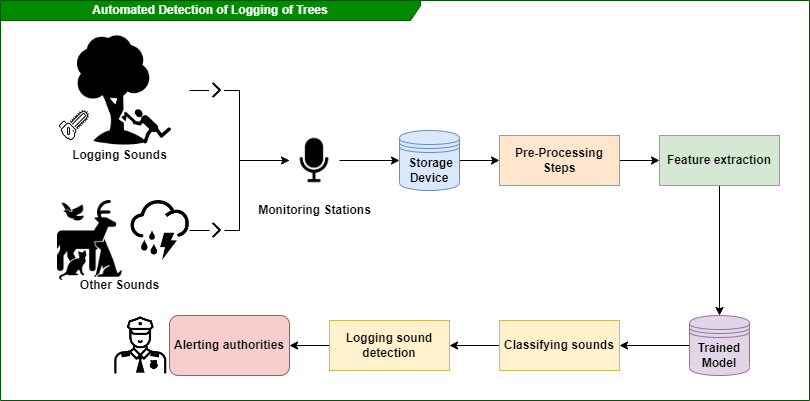 Automated Detection of Logging of Trees
Logging Sounds
Storage
Device
Pre-Processing
Steps
Feature extraction
Monitoring Stations
Other Sounds
Alerting authorities
Logging sound
detection
Classifying sounds
Trained
Model